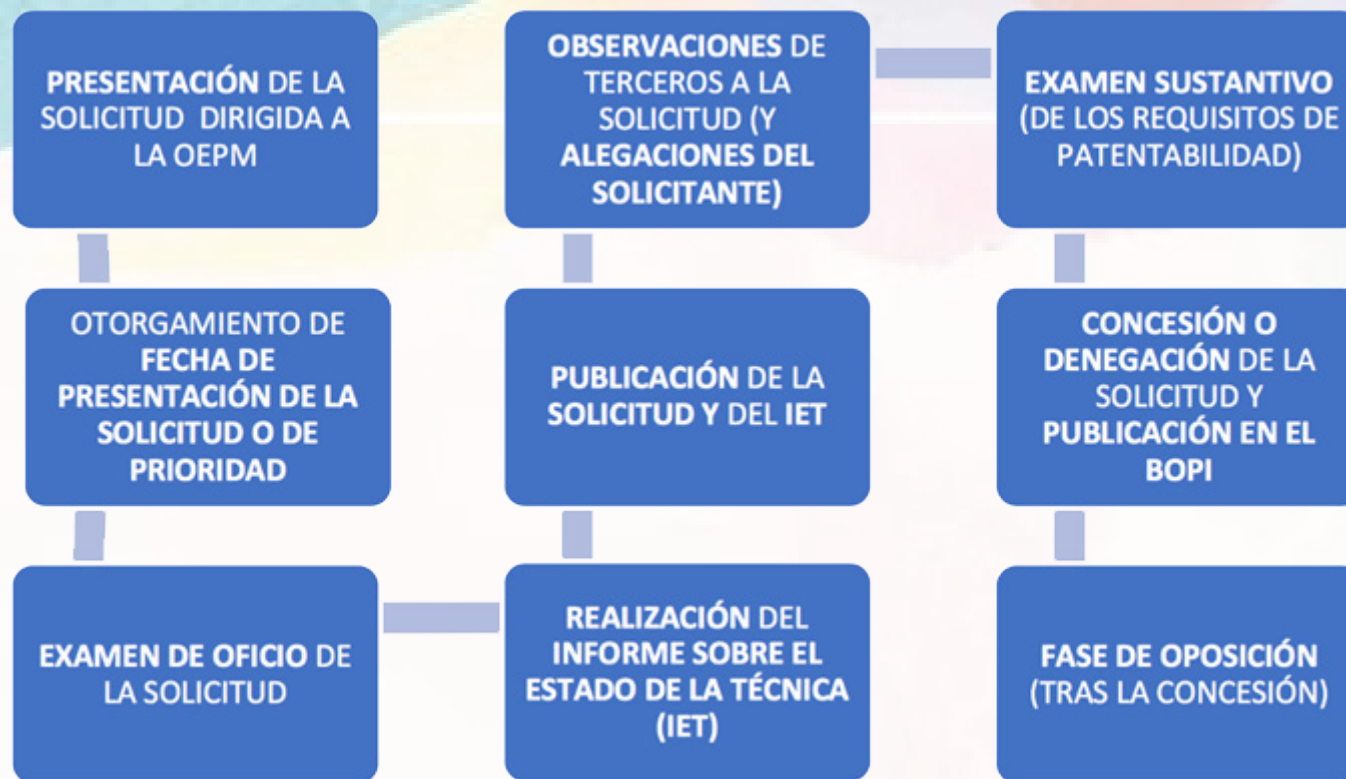 PRESENTACIÓN DE LA
SOLICITUD DIRIGIDA A
LA OEPM
OTORGAMIENTO DE
FECHA DE
PRESENTACIÓN DE LA
SOLICITUD O DE
PRIORIDAD
EXAMEN DE OFICIO DE
LA SOLICITUD
REALIZACIÓN DEL
INFORME SOBRE EL
ESTADO DE LA TÉCNICA
(IET)
PUBLICACIÓN DE LA
SOLICITUD Y DEL IET
OBSERVACIONES DE
TERCEROS A LA
SOLICITUD (Y
ALEGACIONES DEL
SOLICITANTE)
EXAMEN SUSTANTIVO
(DE LOS REQUISITOS DE
PATENTABILIDAD)
CONCESIÓN O
DENEGACIÓN DE LA
SOLICITUD Y
PUBLICACIÓN EN EL
BOPI
FASE DE OPOSICIÓN
(TRAS LA CONCESIÓN)